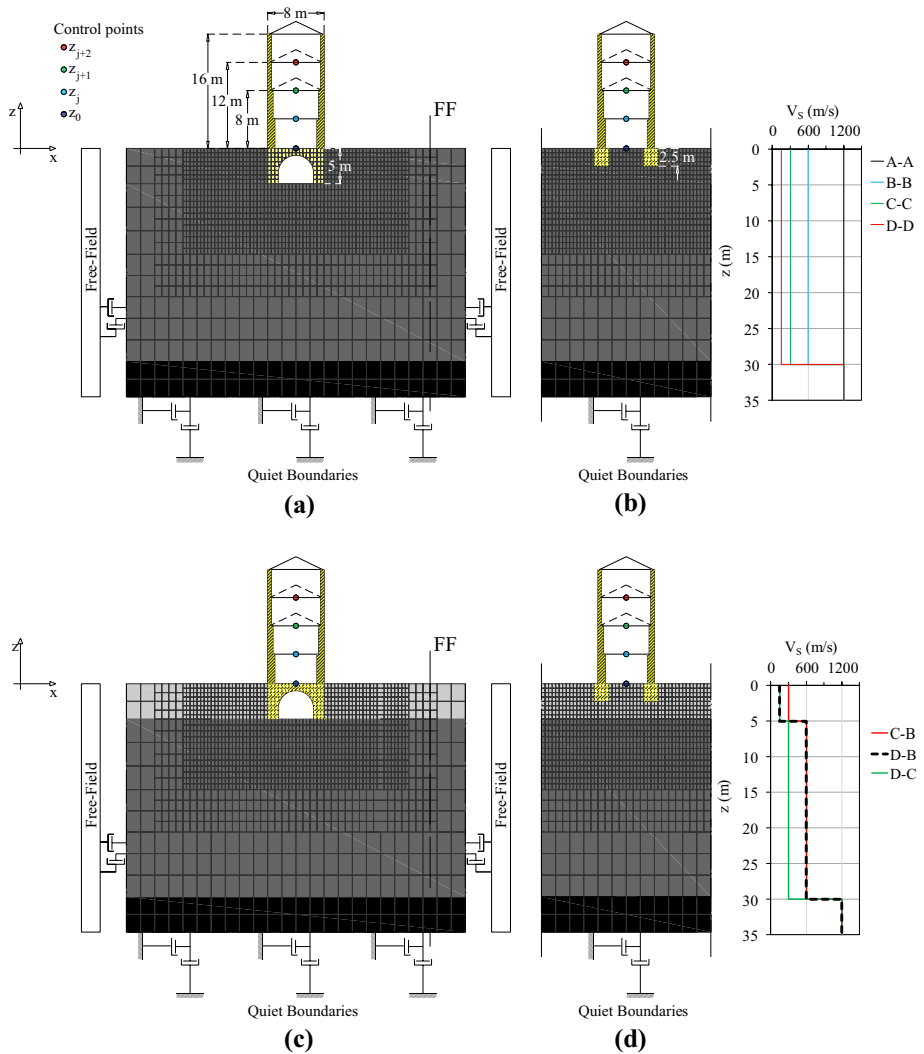 8 m
Control points
z_{j+2}
z_{j+1}
z_j
z_0
16 m
12 m
8 m
FF
z
x
5 m
Free-Field
Free-Field
Quiet Boundaries
(a)
2.5 m
Quiet Boundaries
(b)
V_S (m/s)
0 600 1200
0
5
10
15
20
25
30
35
z (m)
A-A
B-B
C-C
D-D
FF
z
x
Free-Field
Free-Field
Quiet Boundaries
(c)
Quiet Boundaries
(d)
V_S (m/s)
0 600 1200
0
5
10
15
20
25
30
35
z (m)
C-B
D-B
D-C